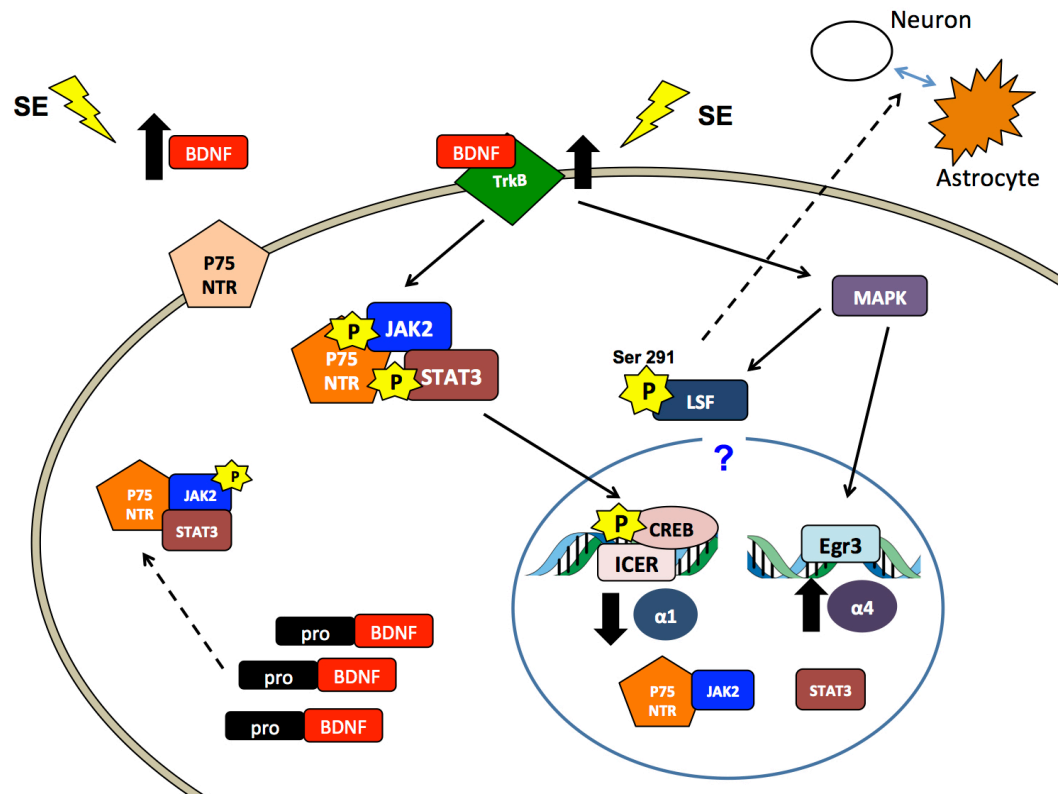 Neuron
SE
SE
BDNF
BDNF
TrkB
Astrocyte
P75
NTR
MAPK
P
JAK2
P75
NTR
P
STAT3
Ser 291
P
LSF
?
P75
NTR
JAK2
P
STAT3
P
CREB
ICER
Egr3
α1
α4
pro
BDNF
pro
BDNF
pro
BDNF
P75
NTR
JAK2
STAT3